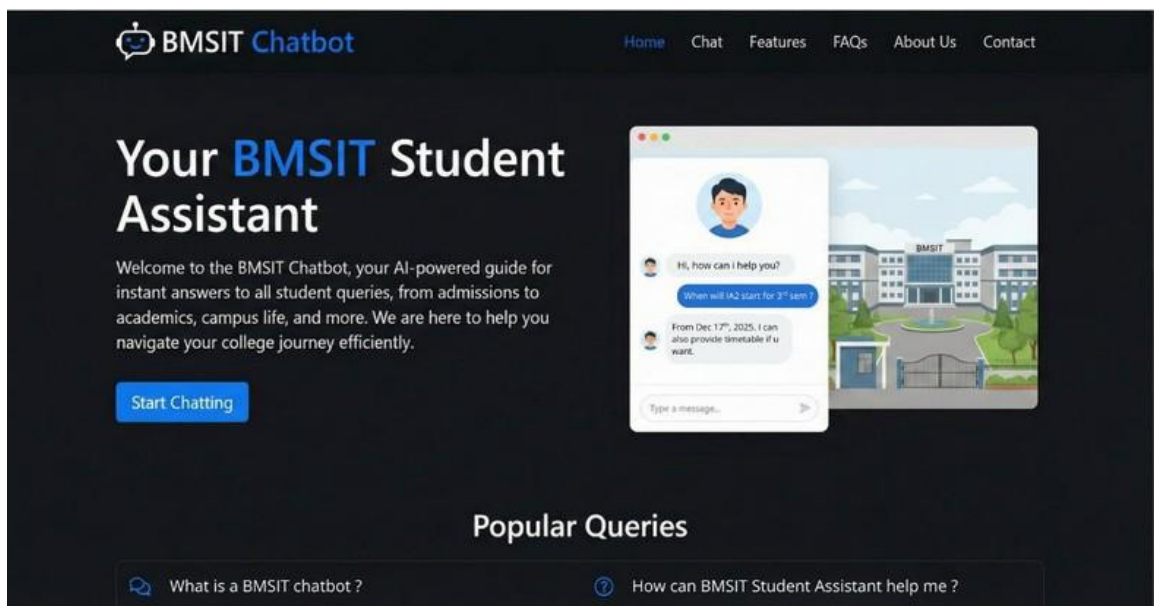 BMSIT Chatbot
Home Chat Features FAQs About Us Contact
Your BMSIT Student
Assistant
Welcome to the BMSIT Chatbot, your AI-powered guide for
instant answers to all student queries, from admissions to
academics, campus life, and more. We are here to help you
navigate your college journey efficiently.
Start Chatting
Hi, how can i help you?
When will IA2 start for 3rd sem ?
From Dec 17th, 2025. I can
also provide timetable if u
want.
Type a message...
BMSIT
Popular Queries
What is a BMSIT chatbot ?
How can BMSIT Student Assistant help me ?